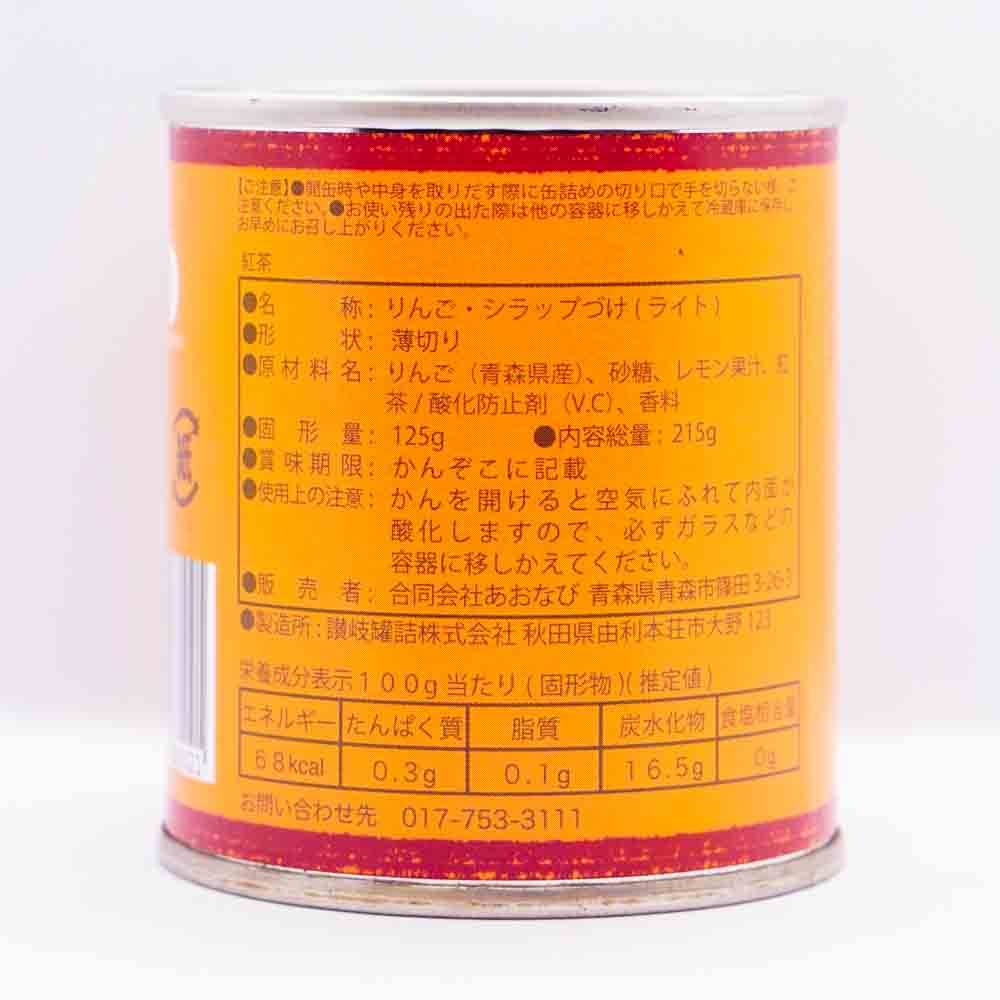 【ご注意】●開缶時や中身を取りだす際に缶詰めの切り口で手を切らない様、ご
注意ください。●お使い残りの出た際は他の容器に移しかえて冷蔵庫に保存し
お早めにお召し上がりください。
紅茶
●名称：りんご・シラップづけ(ライト)
●形状：薄切り
●原材料名：りんご（青森県産）、砂糖、レモン果汁、紅
茶/酸化防止剤（V.C）、香料
●固形量：125g ●内容総量：215g
●賞味期限：かんぞこに記載
●使用上の注意：かんを開けると空気にふれて内面が
酸化しますので、必ずガラスなどの
容器に移しかえてください。
●販売者：合同会社あおなび 青森県青森市篠田3-26-3
●製造所：讃岐罐詰株式会社 秋田県由利本荘市大野123
栄養成分表示100g当たり(固形物)(推定値)
エネルギー たんぱく質 脂質 炭水化物 食塩相当量
68kcal 0.3g 0.1g 16.5g 0g
お問い合わせ先 017-753-3111